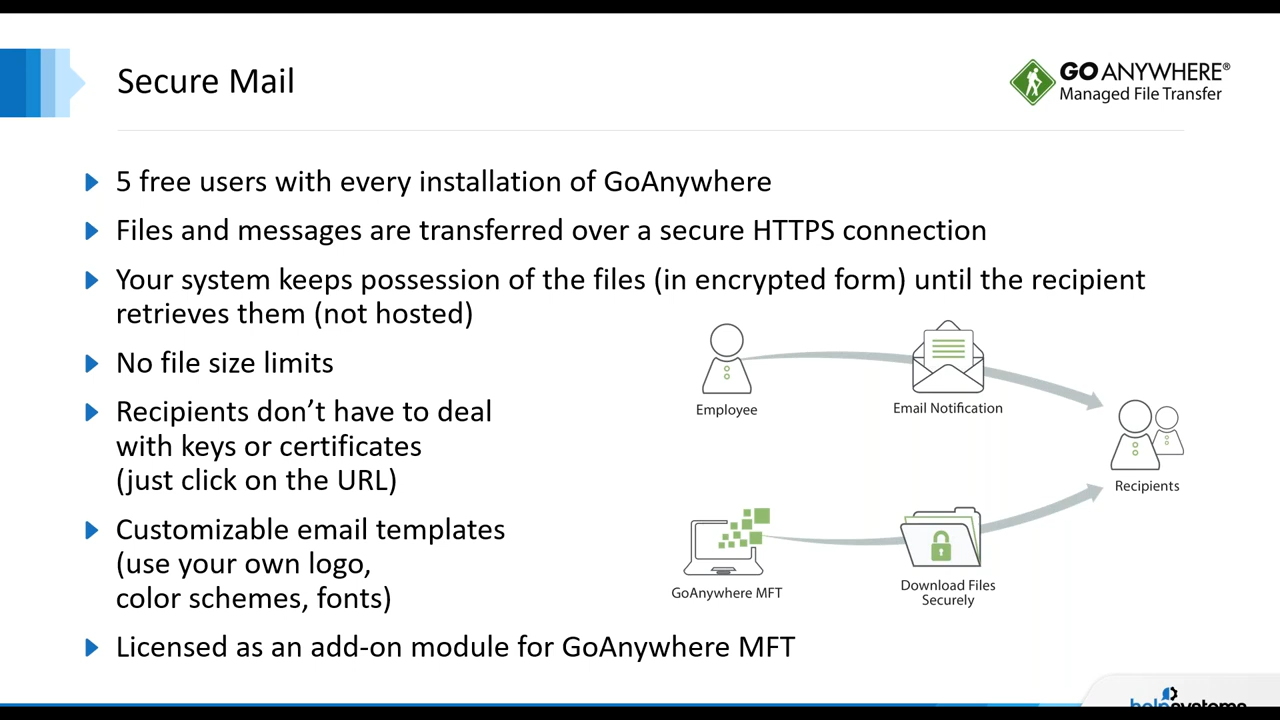 Secure Mail
GO ANYWHERE®
Managed File Transfer
5 free users with every installation of GoAnywhere
Files and messages are transferred over a secure HTTPS connection
Your system keeps possession of the files (in encrypted form) until the recipient
retrieves them (not hosted)
No file size limits
Recipients don’t have to deal
with keys or certificates
(just click on the URL)
Customizable email templates
(use your own logo,
color schemes, fonts)
Licensed as an add-on module for GoAnywhere MFT
Employee
Email Notification
Recipients
GoAnywhere MFT
Download Files
Securely
helpsystems